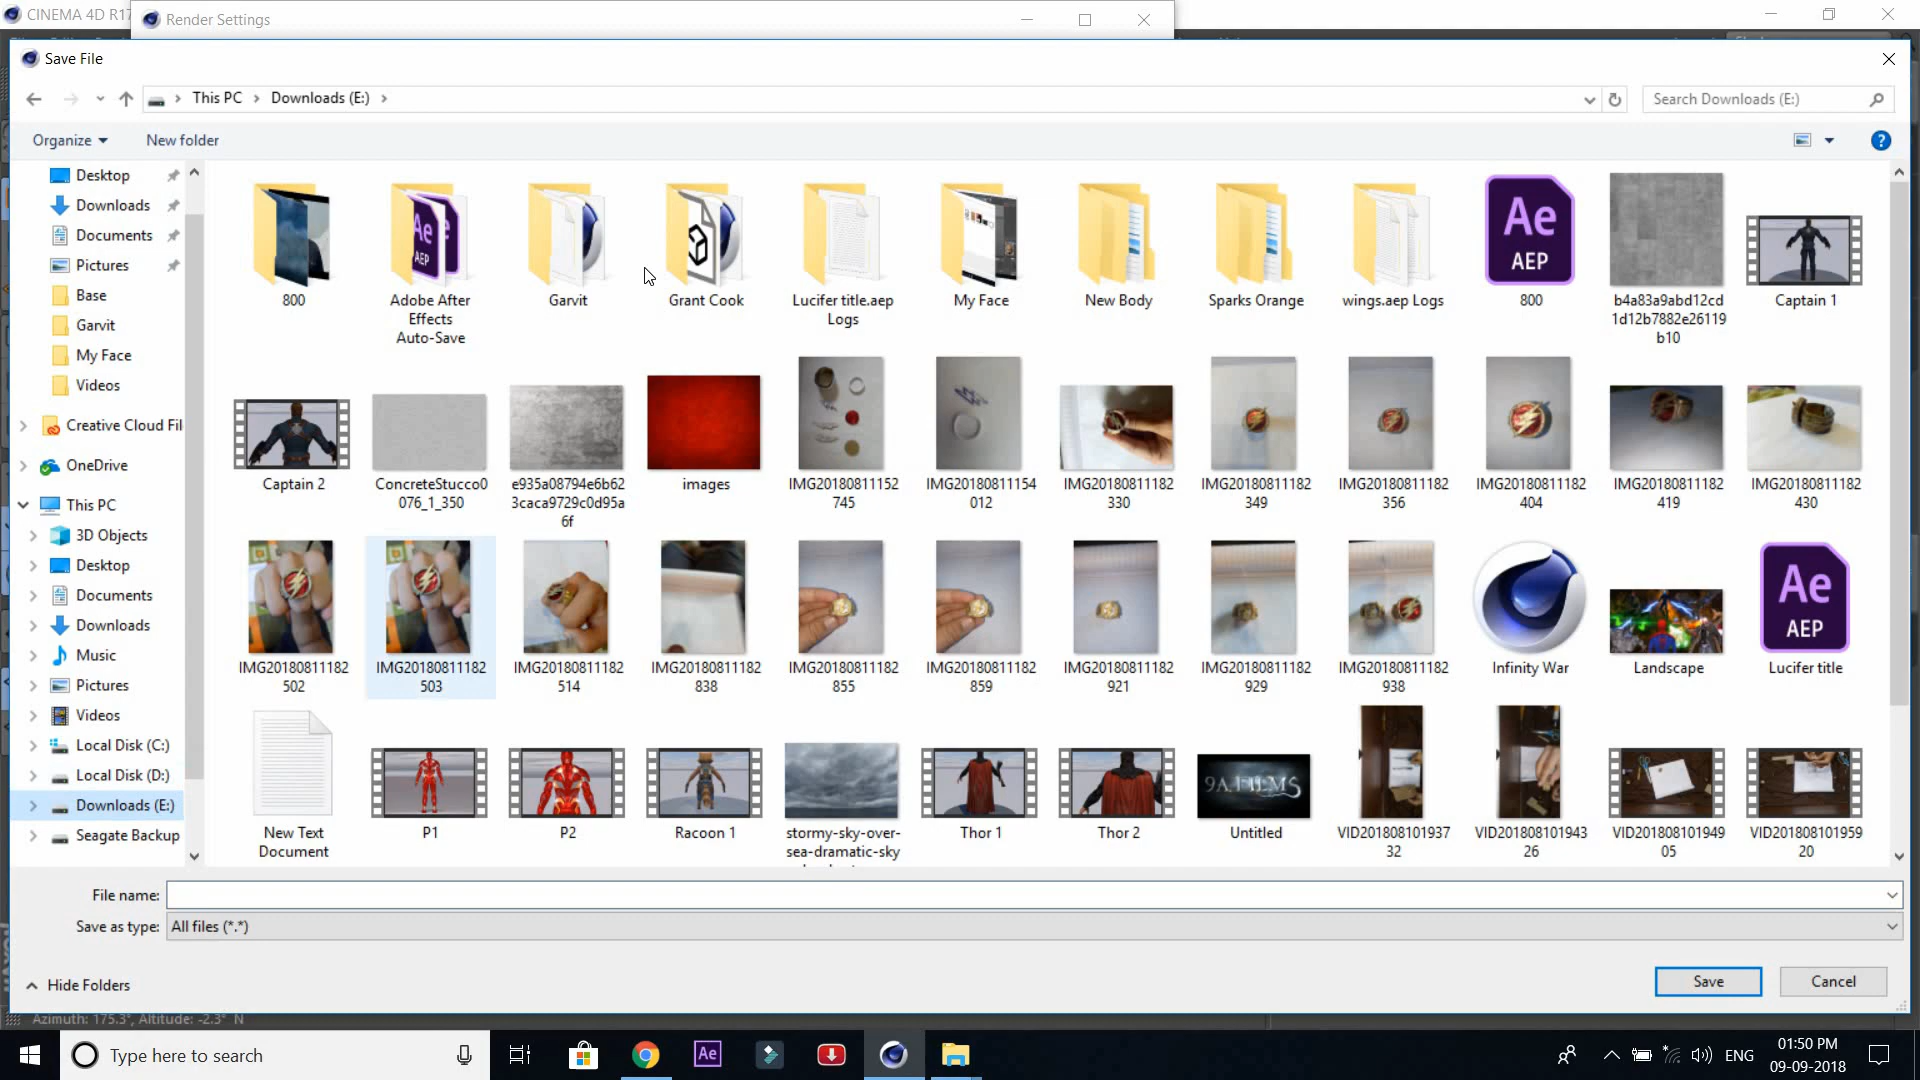 CINEMA 4D R17
Render Settings
Save File
This PC > Downloads (E:) >
Search Downloads (E:)
Organize
New folder
Desktop
Downloads
Documents
Pictures
Base
Garvit
My Face
Videos
Creative Cloud Fil
OneDrive
This PC
3D Objects
Desktop
Documents
Downloads
Music
Pictures
Videos
Local Disk (C:)
Local Disk (D:)
Downloads (E:)
Seagate Backup
Ae
AEP
800
Adobe After
Effects
Auto-Save
Garvit
Grant Cook
Lucifer title.aep
Logs
My Face
New Body
Sparks Orange
wings.aep Logs
Ae
AEP
800
b4a83a9abd12cd
1d12b7882e26119
b10
Captain 1
Captain 2
ConcreteStucco0
076_1_350
e935a08794e6b62
3caca9729c0d95a
6f
images
IMG20180811152
745
IMG20180811154
012
IMG20180811182
330
IMG20180811182
349
IMG20180811182
356
IMG20180811182
404
IMG20180811182
419
IMG20180811182
430
IMG20180811182
502
IMG20180811182
503
IMG20180811182
514
IMG20180811182
838
IMG20180811182
855
IMG20180811182
859
IMG20180811182
921
IMG20180811182
929
IMG20180811182
938
Infinity War
Landscape
Ae
AEP
Lucifer title
New Text
Document
P1
P2
Racoon 1
stormy-sky-over-
sea-dramatic-sky
Thor 1
Thor 2
9A FILMS
Untitled
VID201808101937
32
VID201808101943
26
VID201808101949
05
VID201808101959
20
File name:
Save as type: All files (*.*)
Hide Folders
Save
Cancel
Azimuth: 175.3°, Altitude: -2.3° N
Type here to search
Ae
ENG
01:50 PM
09-09-2018